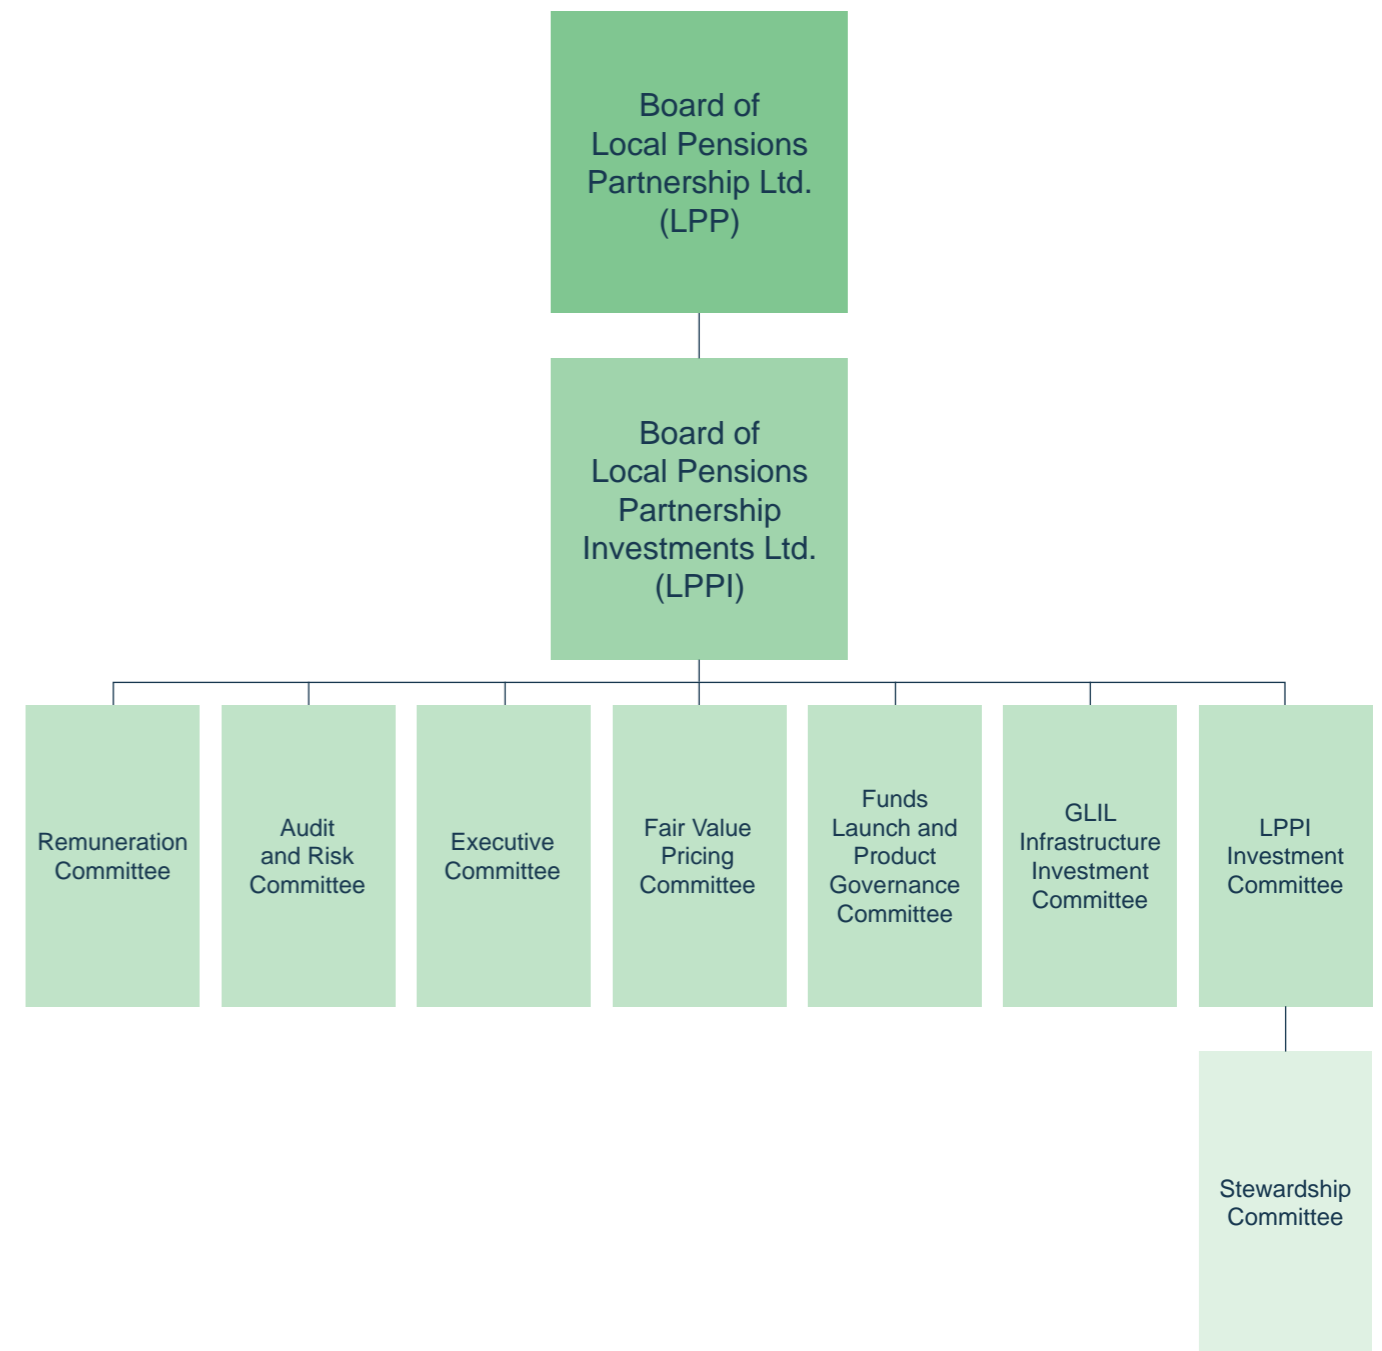 Board of
Local Pensions
Partnership Ltd.
(LPP)
Board of
Local Pensions
Partnership
Investments Ltd.
(LPPI)
Remuneration
Committee
Audit
and Risk
Committee
Executive
Committee
Fair Value
Pricing
Committee
Funds
Launch and
Product
Governance
Committee
GLIL
Infrastructure
Investment
Committee
LPPI
Investment
Committee
Stewardship
Committee